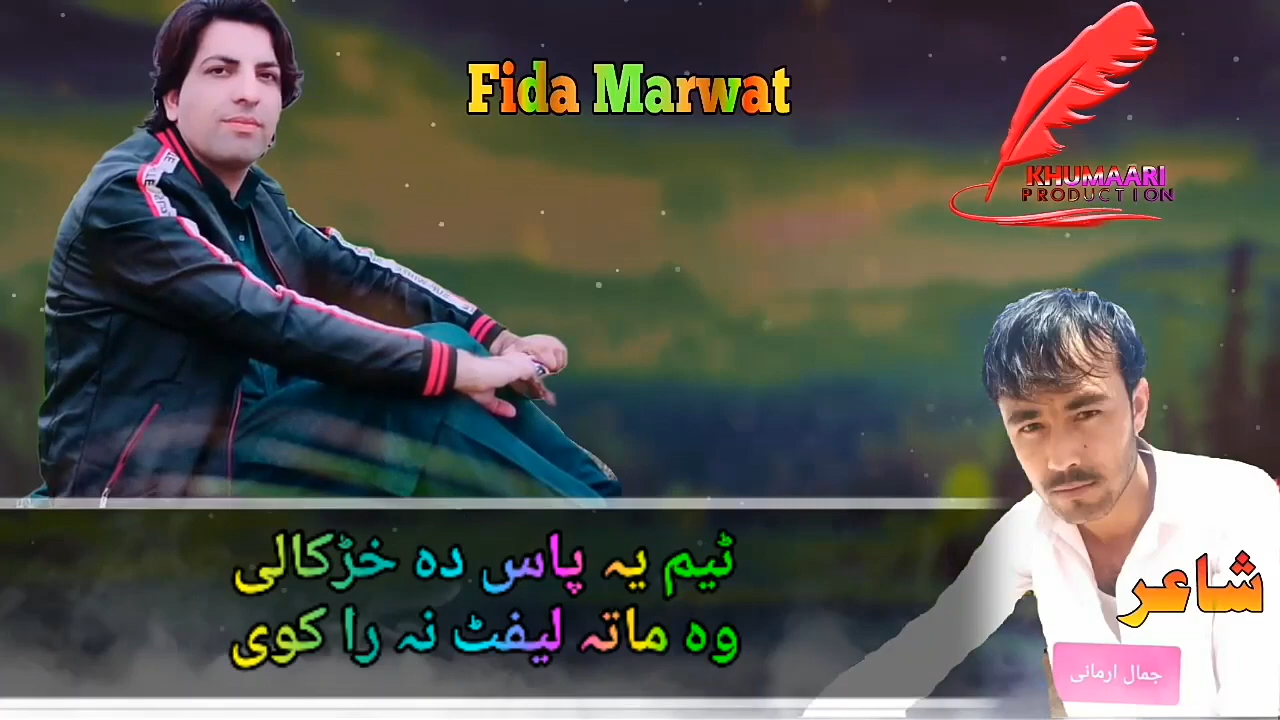 Fida Marwat
KHUMAARI
PRODUCTION
ٹیم یہ پاس دہ خڑکالی
وہ ماتہ لیفٹ نہ را کوی
شاعر
جمال ارمانی